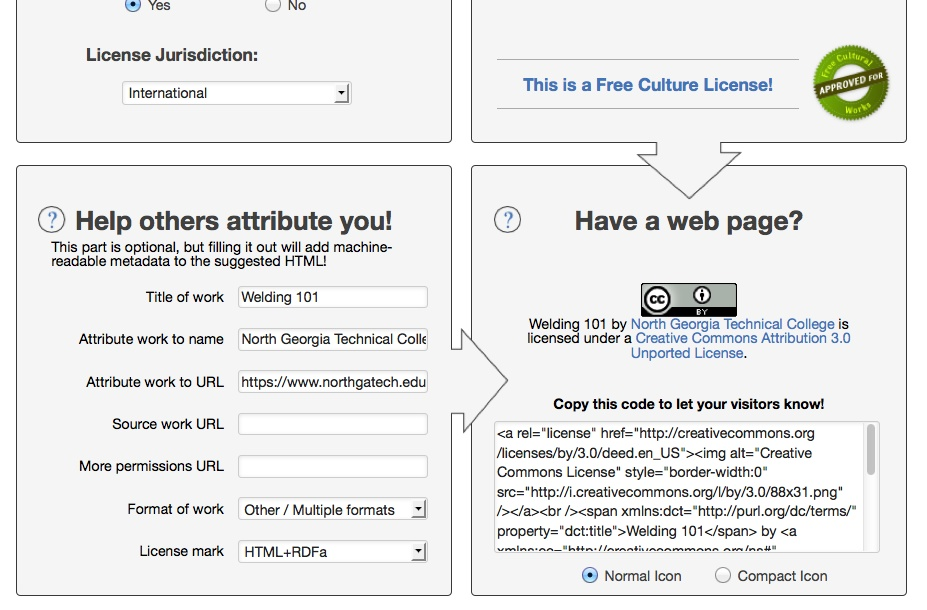 Yes
No
License Jurisdiction:
International
This is a Free Culture License!
Free Cultural
APPROVED FOR
Works
? Help others attribute you!
This part is optional, but filling it out will add machine-
readable metadata to the suggested HTML!
Title of work
Welding 101
Attribute work to name
North Georgia Technical Colle
Attribute work to URL
https://www.northgatech.edu
Source work URL
More permissions URL
Format of work
Other / Multiple formats
License mark
HTML+RDFa
? Have a web page?
cc
BY
Welding 101 by North Georgia Technical College is
licensed under a Creative Commons Attribution 3.0
Unported License.
Copy this code to let your visitors know!
<a rel="license" href="http://creativecommons.org
/licenses/by/3.0/deed.en_US"><img alt="Creative
Commons License" style="border-width:0"
src="http://i.creativecommons.org/l/by/3.0/88x31.png"
/></a><br /><span xmlns:dct="http://purl.org/dc/terms/"
property="dct:title">Welding 101</span> by <a
xmlns:cc="http://creativecommons.org/ns#"
Normal Icon
Compact Icon